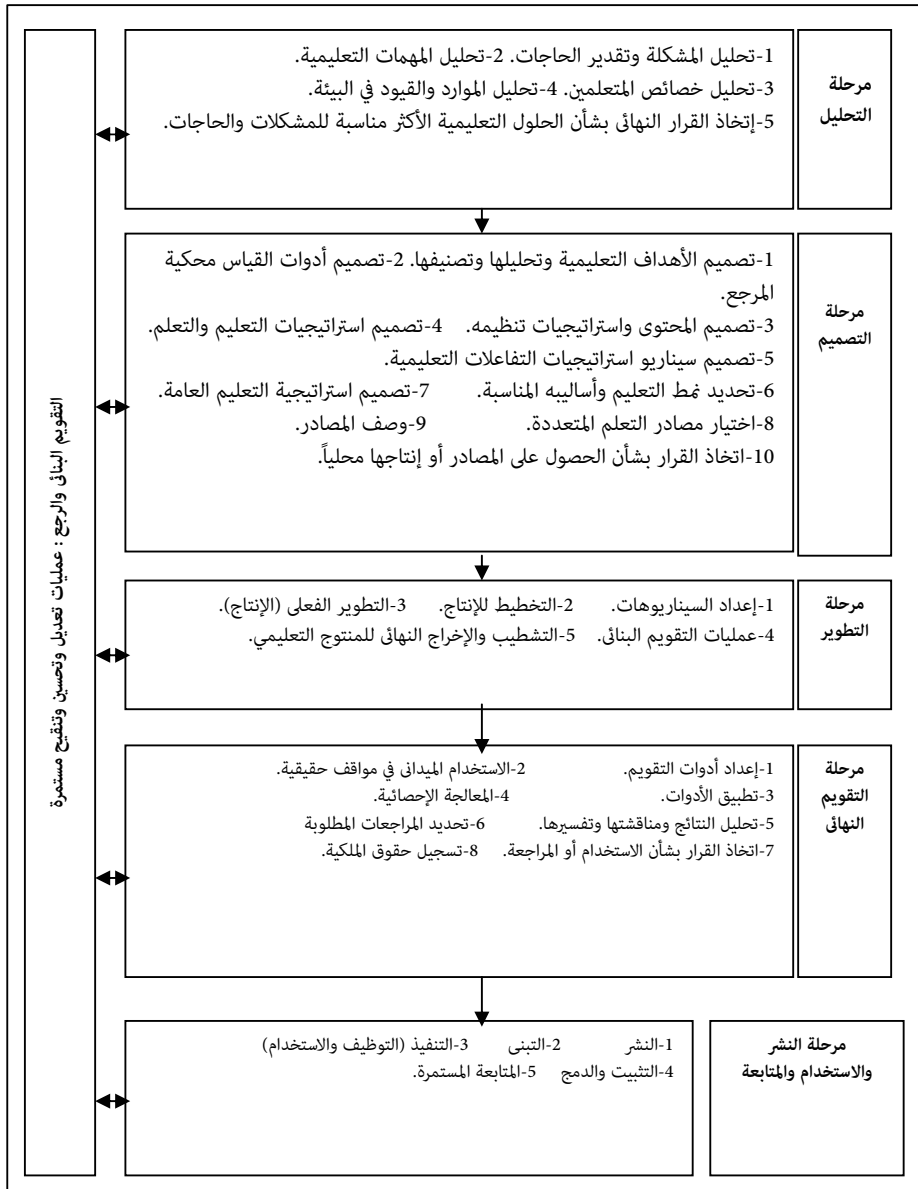 مرحلة
التحليل
1-تحليل المشكلة وتقدير الحاجات. 2-تحليل المهمات التعليمية.
3-تحليل خصائص المتعلمين. 4-تحليل الموارد والقيود في البيئة.
5-إتخاذ القرار النهائى بشأن الحلول التعليمية الأكثر مناسبة للمشكلات والحاجات.
مرحلة
التصميم
1-تصميم الأهداف التعليمية وتحليلها وتصنيفها. 2-تصميم أدوات القياس محكية
المرجع.
3-تصميم المحتوى واستراتيجيات تنظيمه. 4-تصميم استراتيجيات التعليم والتعلم.
5-تصميم سيناريو استراتيجيات التفاعلات التعليمية.
6-تحديد نمط التعليم وأساليبه المناسبة. 7-تصميم استراتيجية التعليم العامة.
8-اختيار مصادر التعلم المتعددة. 9-وصف المصادر.
10-اتخاذ القرار بشأن الحصول على المصادر أو إنتاجها محلياً.
مرحلة
التطوير
1-إعداد السيناريوهات. 2-التخطيط للإنتاج. 3-التطوير الفعلى (الإنتاج).
4-عمليات التقويم البنائى. 5-التشطيب والإخراج النهائى للمنتوج التعليمي.
مرحلة
التقويم
النهائى
1-إعداد أدوات التقويم. 2-الاستخدام الميدانى في مواقف حقيقية.
3-تطبيق الأدوات. 4-المعالجة الإحصائية.
5-تحليل النتائج ومناقشتها وتفسيرها. 6-تحديد المراجعات المطلوبة
7-اتخاذ القرار بشأن الاستخدام أو المراجعة. 8-تسجيل حقوق الملكية.
مرحلة النشر
والاستخدام والمتابعة
1-النشر 2-التبنى 3-التنفيذ (التوظيف والاستخدام)
4-التثبيت والدمج 5-المتابعة المستمرة.
التقويم البنائى والرجع : عمليات تعديل وتحسين وتنقيح مستمرة